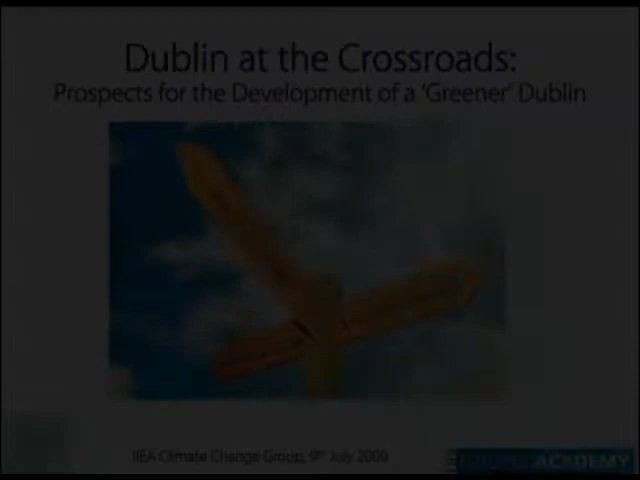 Dublin at the Crossroads:
Prospects for the Development of a 'Greener' Dublin
IIEA Climate Change Group, 9th July 2009
ACADEMY